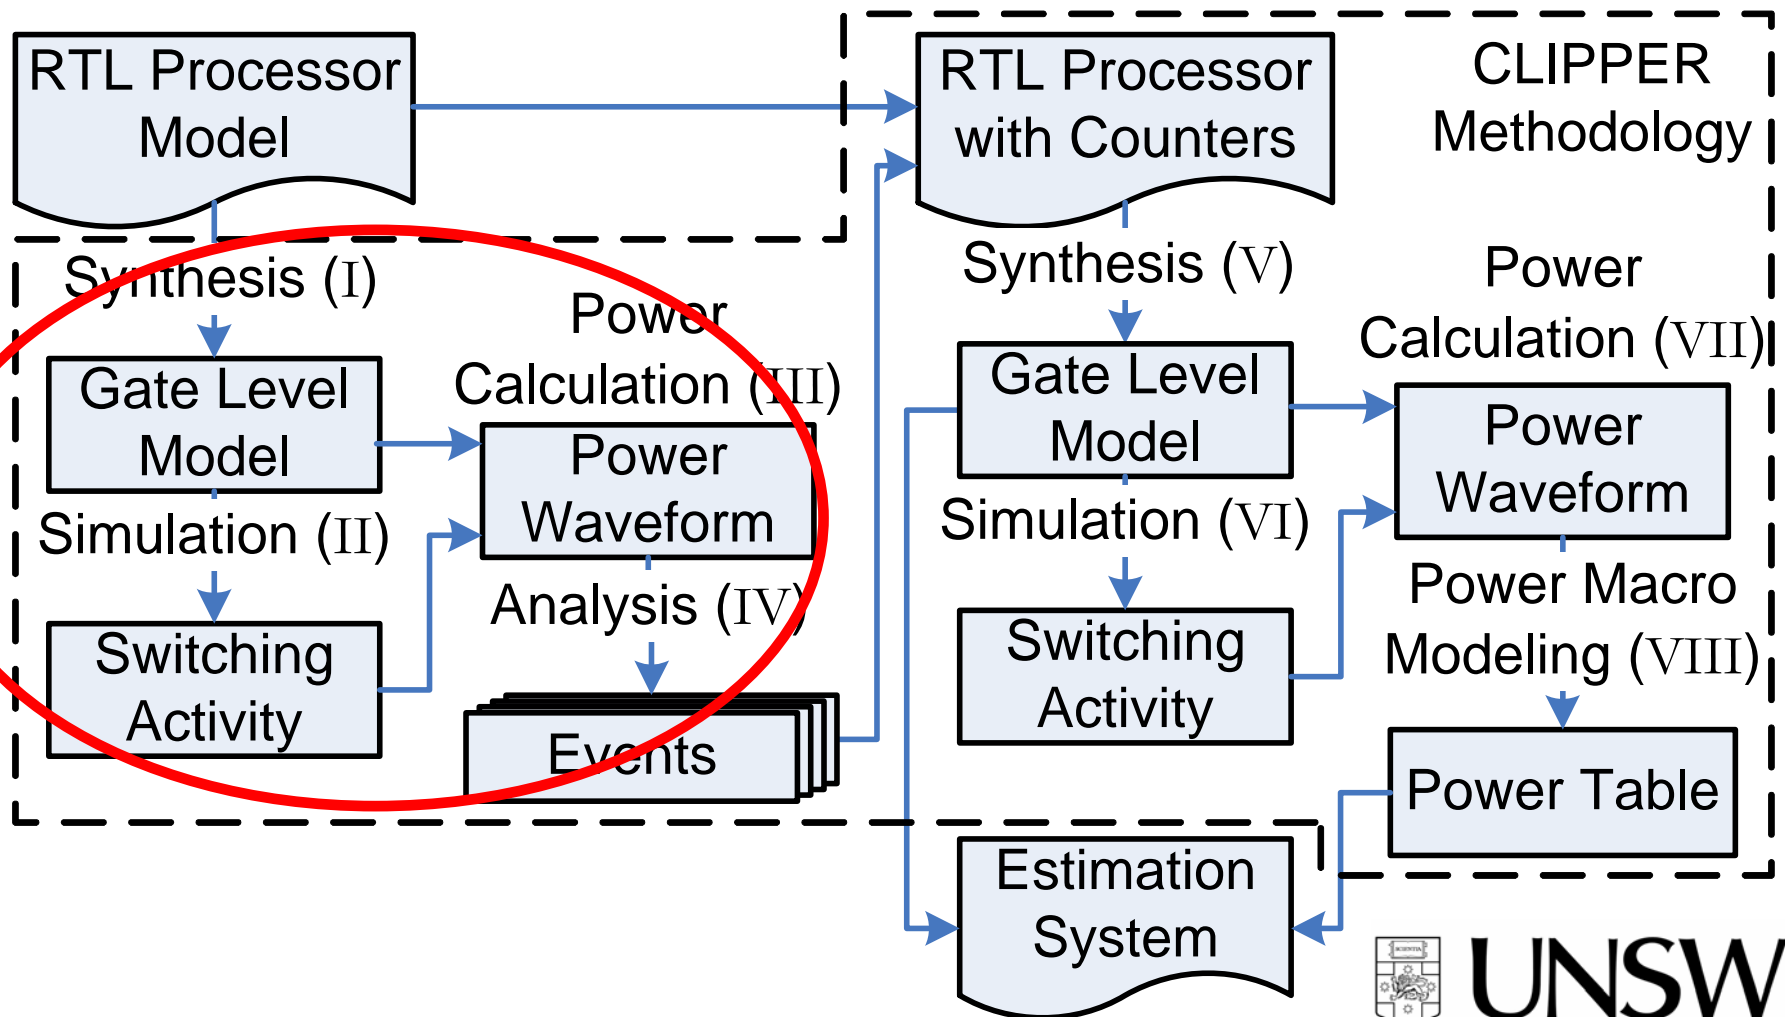 RTL Processor
Model
RTL Processor
with Counters
CLIPPER
Methodology
Synthesis (I)
Power
Calculation (III)
Gate Level
Model
Power
Waveform
Simulation (II)
Analysis (IV)
Switching
Activity
Events
Synthesis (V)
Power
Calculation (VII)
Gate Level
Model
Power
Waveform
Simulation (VI)
Power Macro
Modeling (VIII)
Switching
Activity
Power Table
Estimation
System
SCIENTIA
UNSW